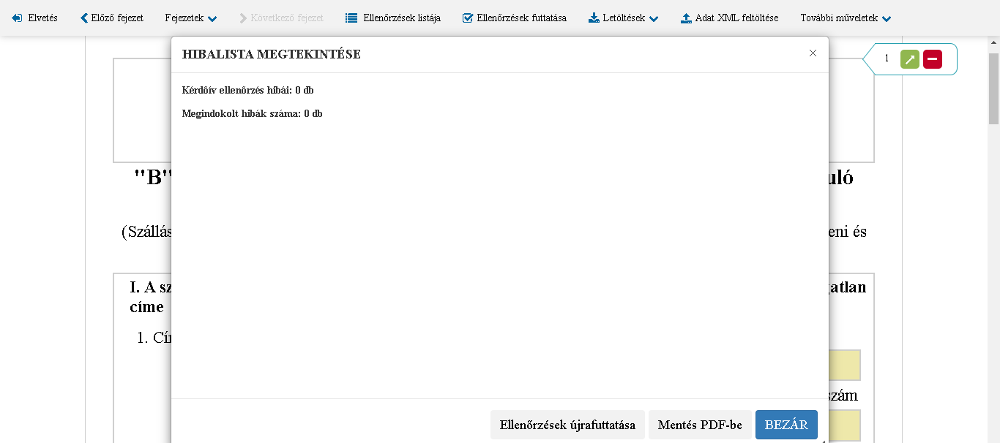 Elvetés Előző fejezet Fejezetek Következő fejezet Ellenőrzések listája Ellenőrzések futtatása Letöltések Adat XML feltöltése További műveletek
HIBALISTA MEGTEKINTÉSE ×
1
Kérdőív ellenőrzés hibái: 0 db
Megindokolt hibák száma: 0 db
"B" uló
(Szállás eni és
I. A sz gatlan
címe
1. Cím
szám
Ellenőrzések újrafuttatása Mentés PDF-be BEZÁR